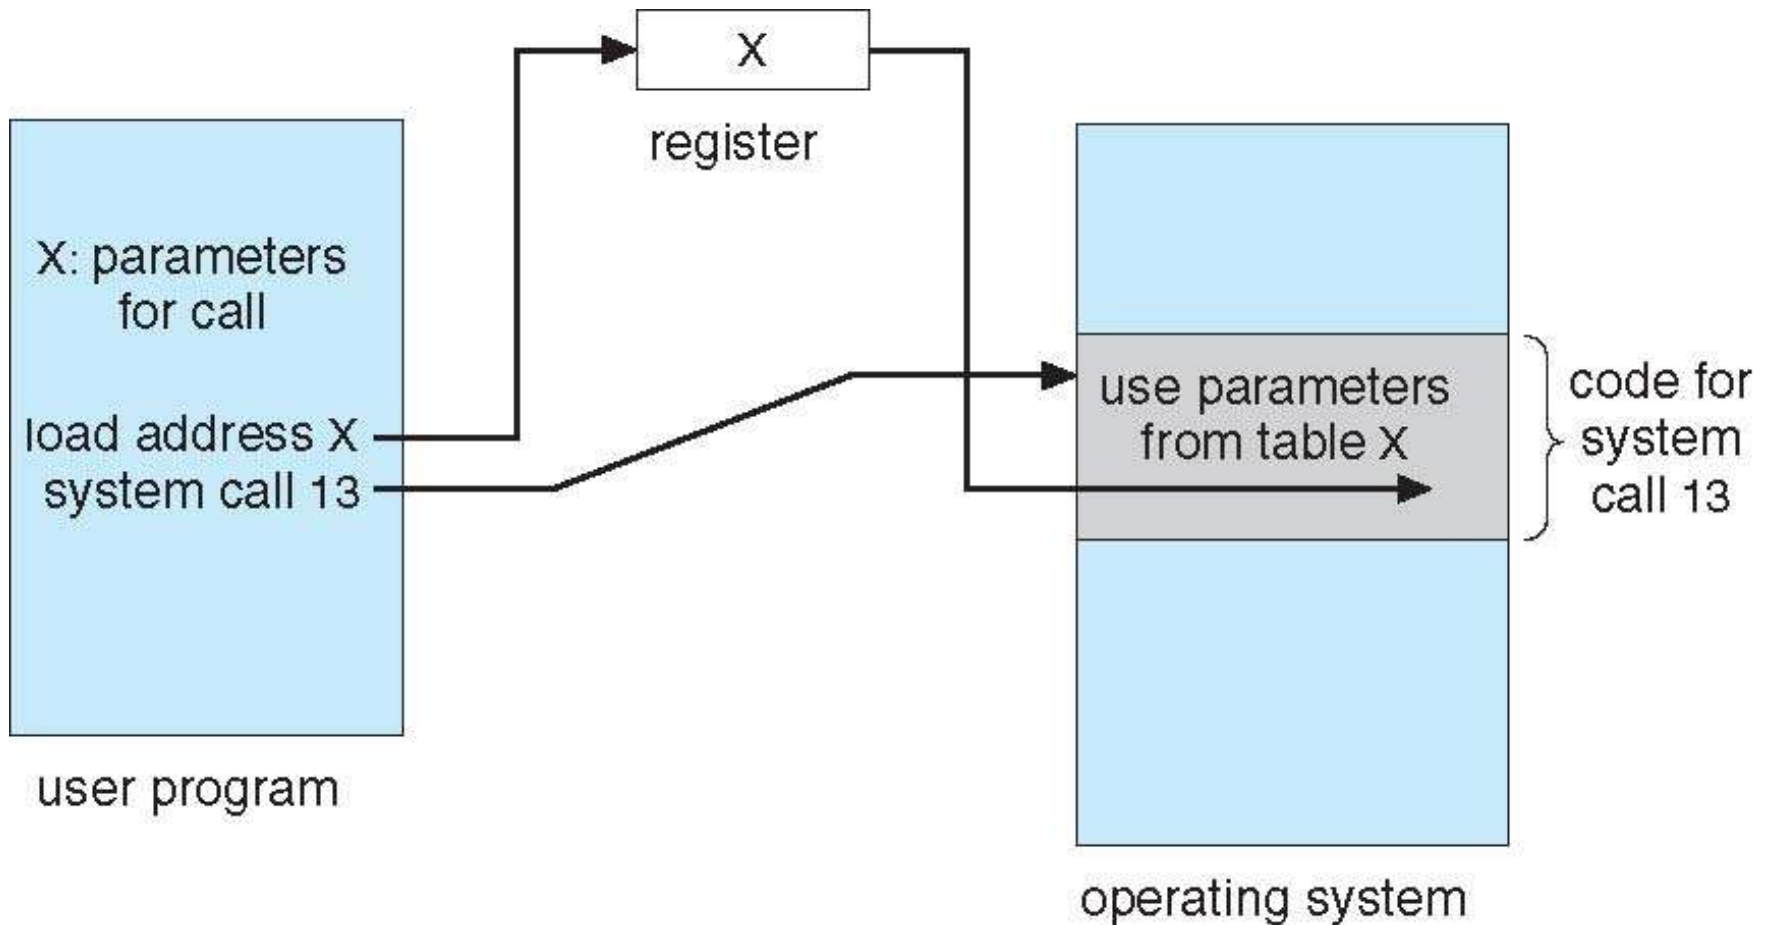 X
register
X: parameters
for call
load address X
system call 13
user program
use parameters
from table X
code for
system
call 13
operating system